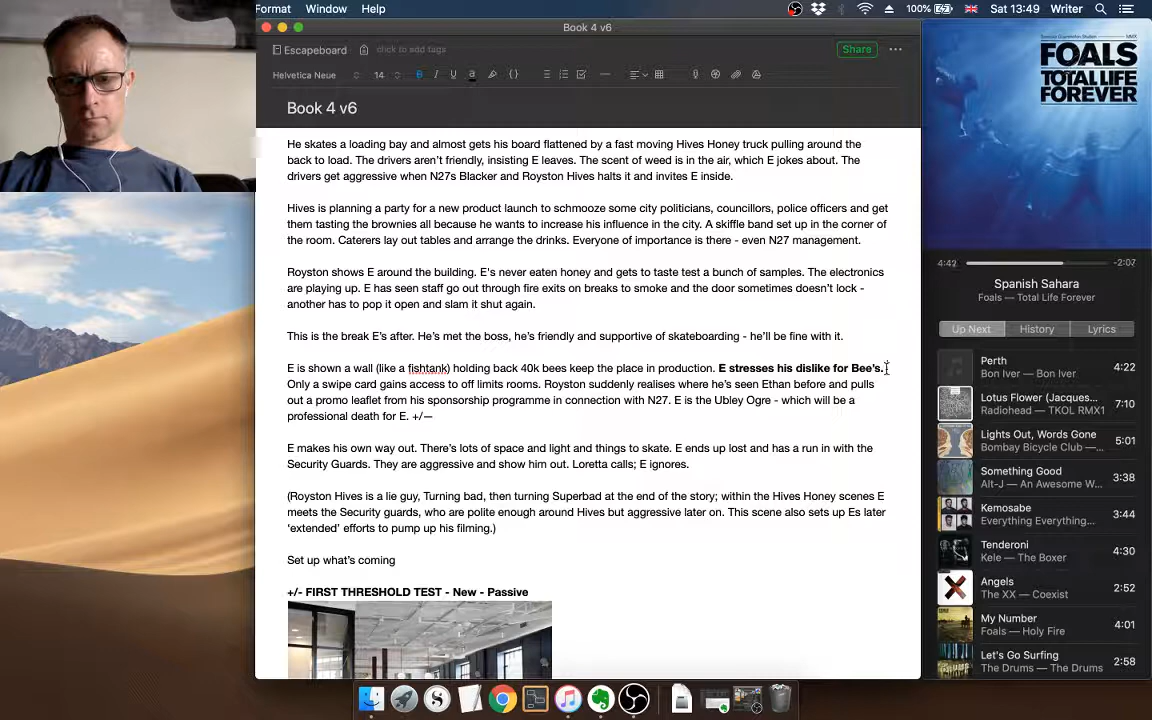 Format Window Help
100% Sat 13:49 Writer
Book 4 v6
Escapeboard click to add tags
Share
Helvetica Neue 14 B I U a
Book 4 v6
He skates a loading bay and almost gets his board flattened by a fast moving Hives Honey truck pulling around the
back to load. The drivers aren't friendly, insisting E leaves. The scent of weed is in the air, which E jokes about. The
drivers get aggressive when N27s Blacker and Royston Hives halts it and invites E inside.
Hives is planning a party for a new product launch to schmooze some city politicians, councillors, police officers and get
them tasting the brownies all because he wants to increase his influence in the city. A skiffle band set up in the corner of
the room. Caterers lay out tables and arrange the drinks. Everyone of importance is there - even N27 management.
Royston shows E around the building. E's never eaten honey and gets to taste test a bunch of samples. The electronics
are playing up. E has seen staff go out through fire exits on breaks to smoke and the door sometimes doesn't lock -
another has to pop it open and slam it shut again.
This is the break E's after. He's met the boss, he's friendly and supportive of skateboarding - he'll be fine with it.
E is shown a wall (like a fishtank) holding back 40k bees keep the place in production. E stresses his dislike for Bee's.
Only a swipe card gains access to off limits rooms. Royston suddenly realises where he's seen Ethan before and pulls
out a promo leaflet from his sponsorship programme in connection with N27. E is the Ubley Ogre - which will be a
professional death for E. +/—
E makes his own way out. There's lots of space and light and things to skate. E ends up lost and has a run in with the
Security Guards. They are aggressive and show him out. Loretta calls; E ignores.
(Royston Hives is a lie guy, Turning bad, then turning Superbad at the end of the story; within the Hives Honey scenes E
meets the Security guards, who are polite enough around Hives but aggressive later on. This scene also sets up Es later
'extended' efforts to pump up his filming.)
Set up what's coming
+/- FIRST THRESHOLD TEST - New - Passive
FOALS
TOTAL LIFE
FOREVER
4:42 -2:07
Spanish Sahara
Foals — Total Life Forever
Up Next History Lyrics
Perth
Bon Iver — Bon Iver
4:22
Lotus Flower (Jacques...
Radiohead — TKOL RMX1
7:10
Lights Out, Words Gone
Bombay Bicycle Club —
5:01
Something Good
Alt-J — An Awesome W...
3:38
Kemosabe
Everything Everything...
3:44
Tenderoni
Kele — The Boxer
4:30
Angels
The XX — Coexist
2:52
My Number
Foals — Holy Fire
4:01
Let's Go Surfing
The Drums — The Drums
2:58